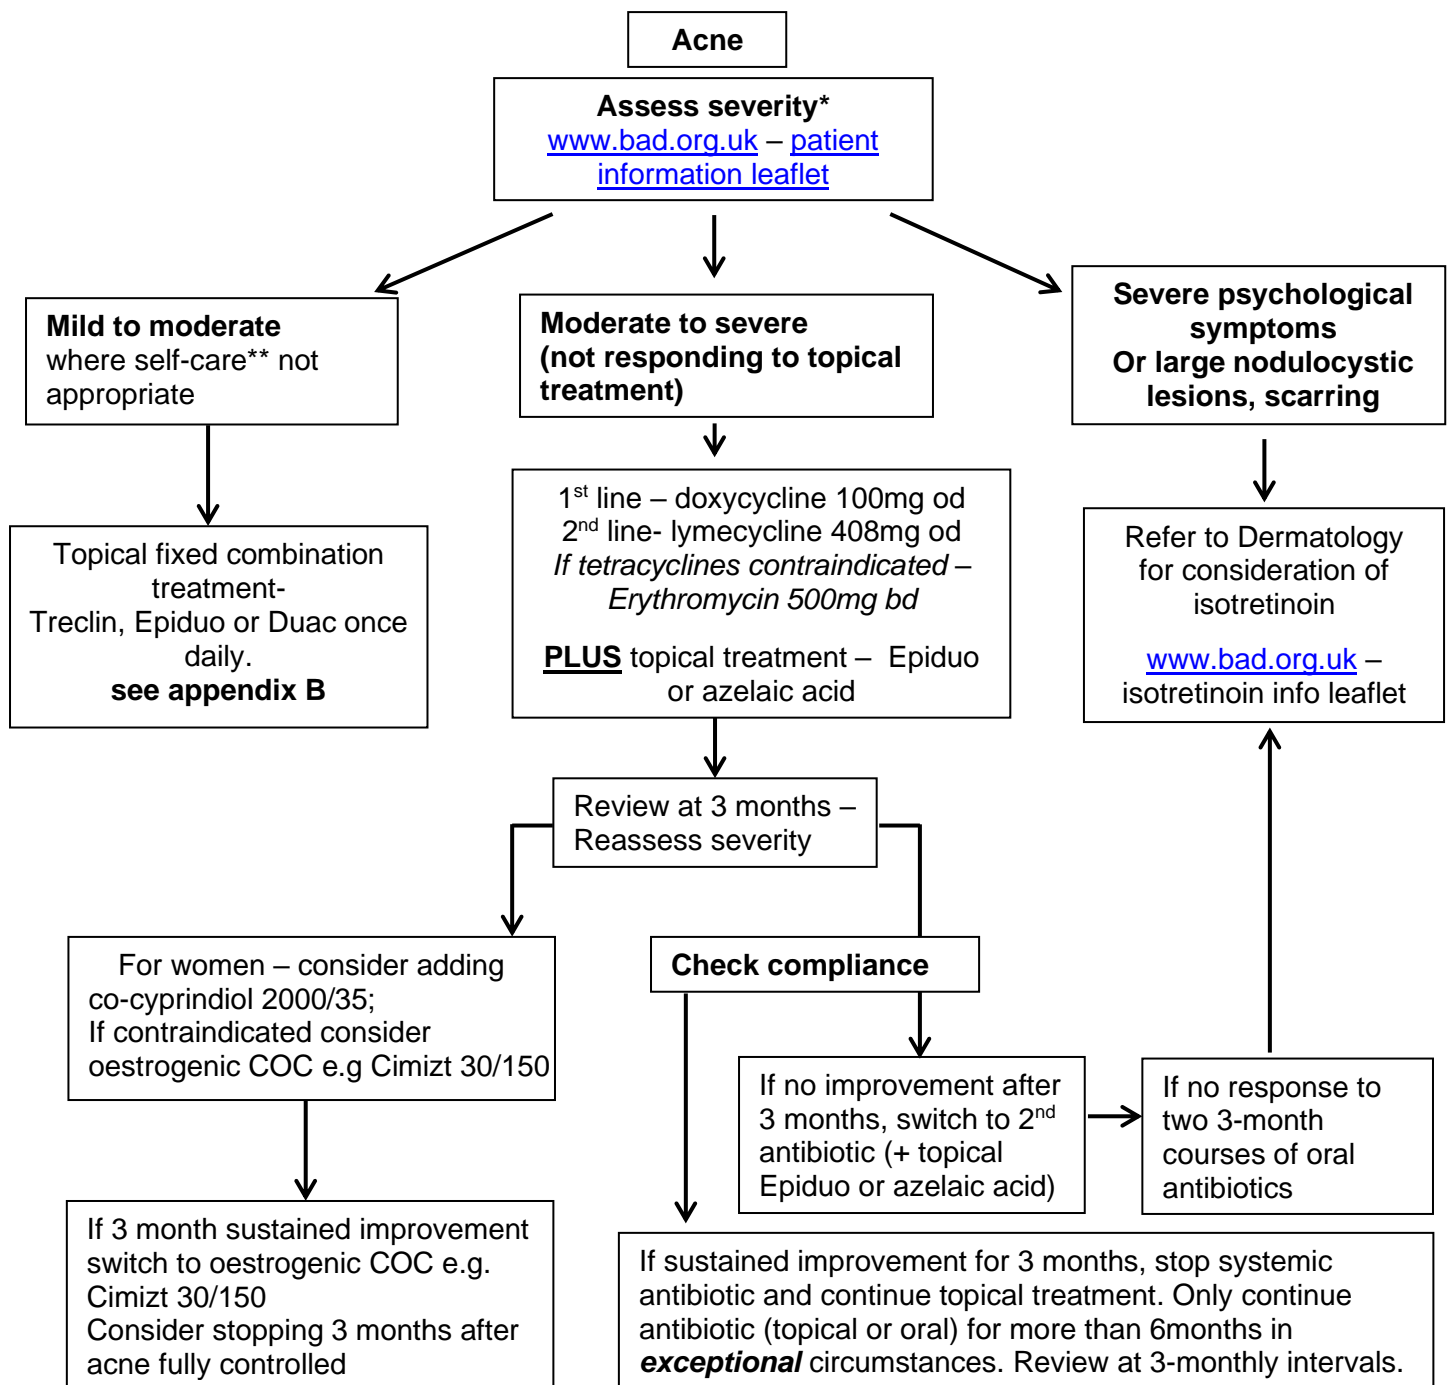 Acne
Assess severity*
www.bad.org.uk – patient
information leaflet
Mild to moderate
where self-care** not
appropriate
Moderate to severe
(not responding to topical
treatment)
Severe psychological
symptoms
Or large nodulocystic
lesions, scarring
Topical fixed combination
treatment-
Treclin, Epiduo or Duac once
daily.
see appendix B
1st line – doxycycline 100mg od
2nd line- lymecycline 408mg od
If tetracyclines contraindicated –
Erythromycin 500mg bd
PLUS topical treatment – Epiduo
or azelaic acid
Refer to Dermatology
for consideration of
isotretinoin
www.bad.org.uk –
isotretinoin info leaflet
Review at 3 months –
Reassess severity
For women – consider adding
co-cyprindiol 2000/35;
If contraindicated consider
oestrogenic COC e.g Cimizt 30/150
Check compliance
If no improvement after
3 months, switch to 2nd
antibiotic (+ topical
Epiduo or azelaic acid)
If no response to
two 3-month
courses of oral
antibiotics
If 3 month sustained improvement
switch to oestrogenic COC e.g.
Cimizt 30/150
Consider stopping 3 months after
acne fully controlled
If sustained improvement for 3 months, stop systemic
antibiotic and continue topical treatment. Only continue
antibiotic (topical or oral) for more than 6months in
exceptional circumstances. Review at 3-monthly intervals.